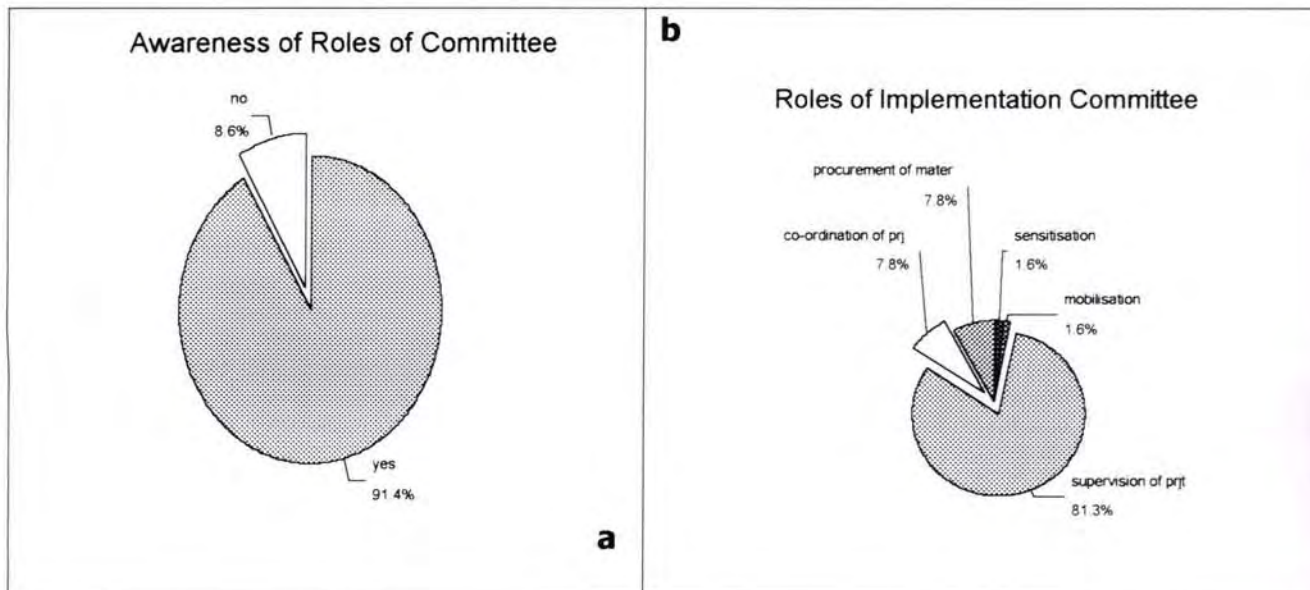 Awareness of Roles of Committee
no
8.6%
yes
91.4%
a
b
Roles of Implementation Committee
procurement of mater
7.8%
co-ordination of prj
7.8%
sensitisation
1.6%
mobilisation
1.6%
supervision of prjt
81.3%